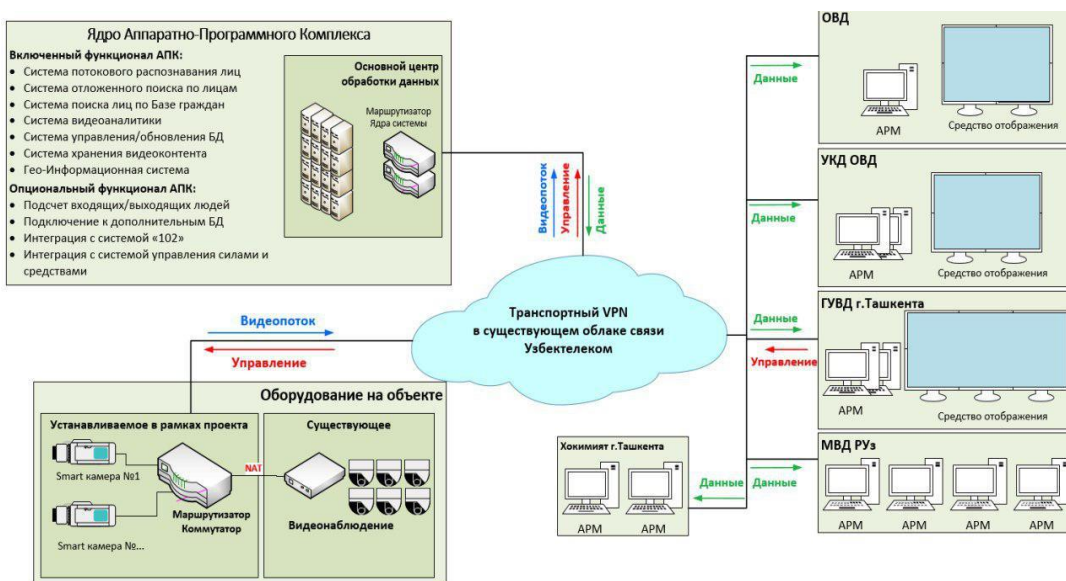 Ядро Аппаратно-Программного Комплекса
Включенный функционал АПК:
• Система потокового распознавания лиц
• Система отложенного поиска по лицам
• Система поиска лиц по Базе граждан
• Система видеоаналитики
• Система управления/обновления БД
• Система хранения видеоконтента
• Гео-Информационная система
Опциональный функционал АПК:
• Подсчет входящих/выходящих людей
• Подключение к дополнительным БД
• Интеграция с системой «102»
• Интеграция с системой управления силами и
средствами
Основной центр
обработки данных
Маршрутизатор
Ядра системы
Видеопоток
Управление
Данные
Транспортный VPN
в существующем облаке связи
Узбектелеком
Видеопоток
Управление
Оборудование на объекте
Устанавливаемое в рамках проекта
Smart камера №1
Smart камера №...
Маршрутизатор
Коммутатор
NAT
Существующее
Видеонаблюдение
ОВД
Данные
АРМ
Средство отображения
УКД ОВД
Данные
АРМ
Средство отображения
ГУВД г.Ташкента
Данные
Управление
АРМ
Средство отображения
МВД РУз
Данные
АРМ
АРМ
АРМ
АРМ
Хокимият г.Ташкента
Данные
АРМ
АРМ